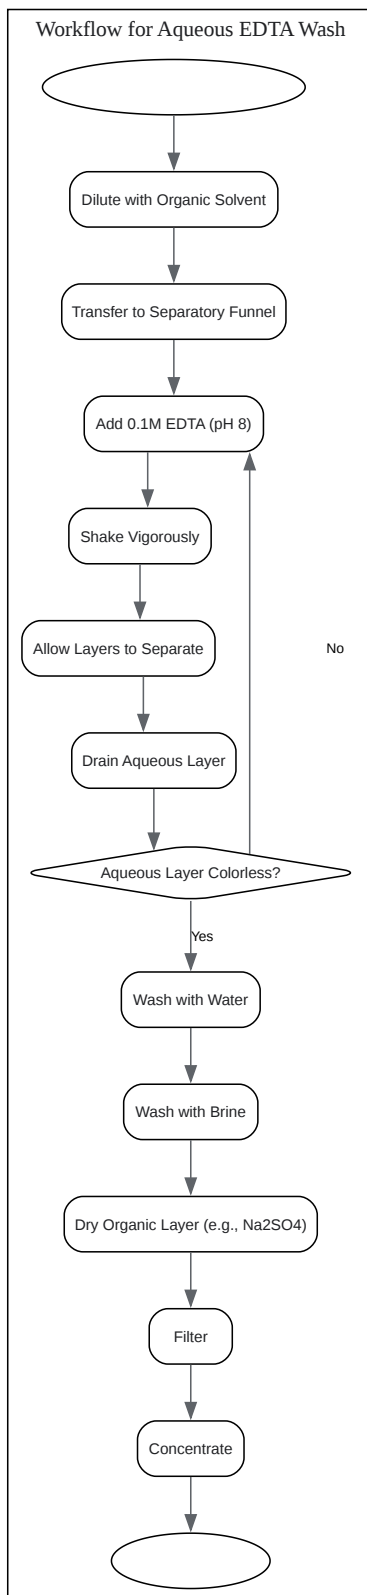 Workflow for Aqueous EDTA Wash
Dilute with Organic Solvent
Transfer to Separatory Funnel
Add 0.1M EDTA (pH 8)
Shake Vigorously
Allow Layers to Separate
No
Drain Aqueous Layer
Aqueous Layer Colorless?
Yes
Wash with Water
Wash with Brine
Dry Organic Layer (e.g., Na2SO4)
Filter
Concentrate